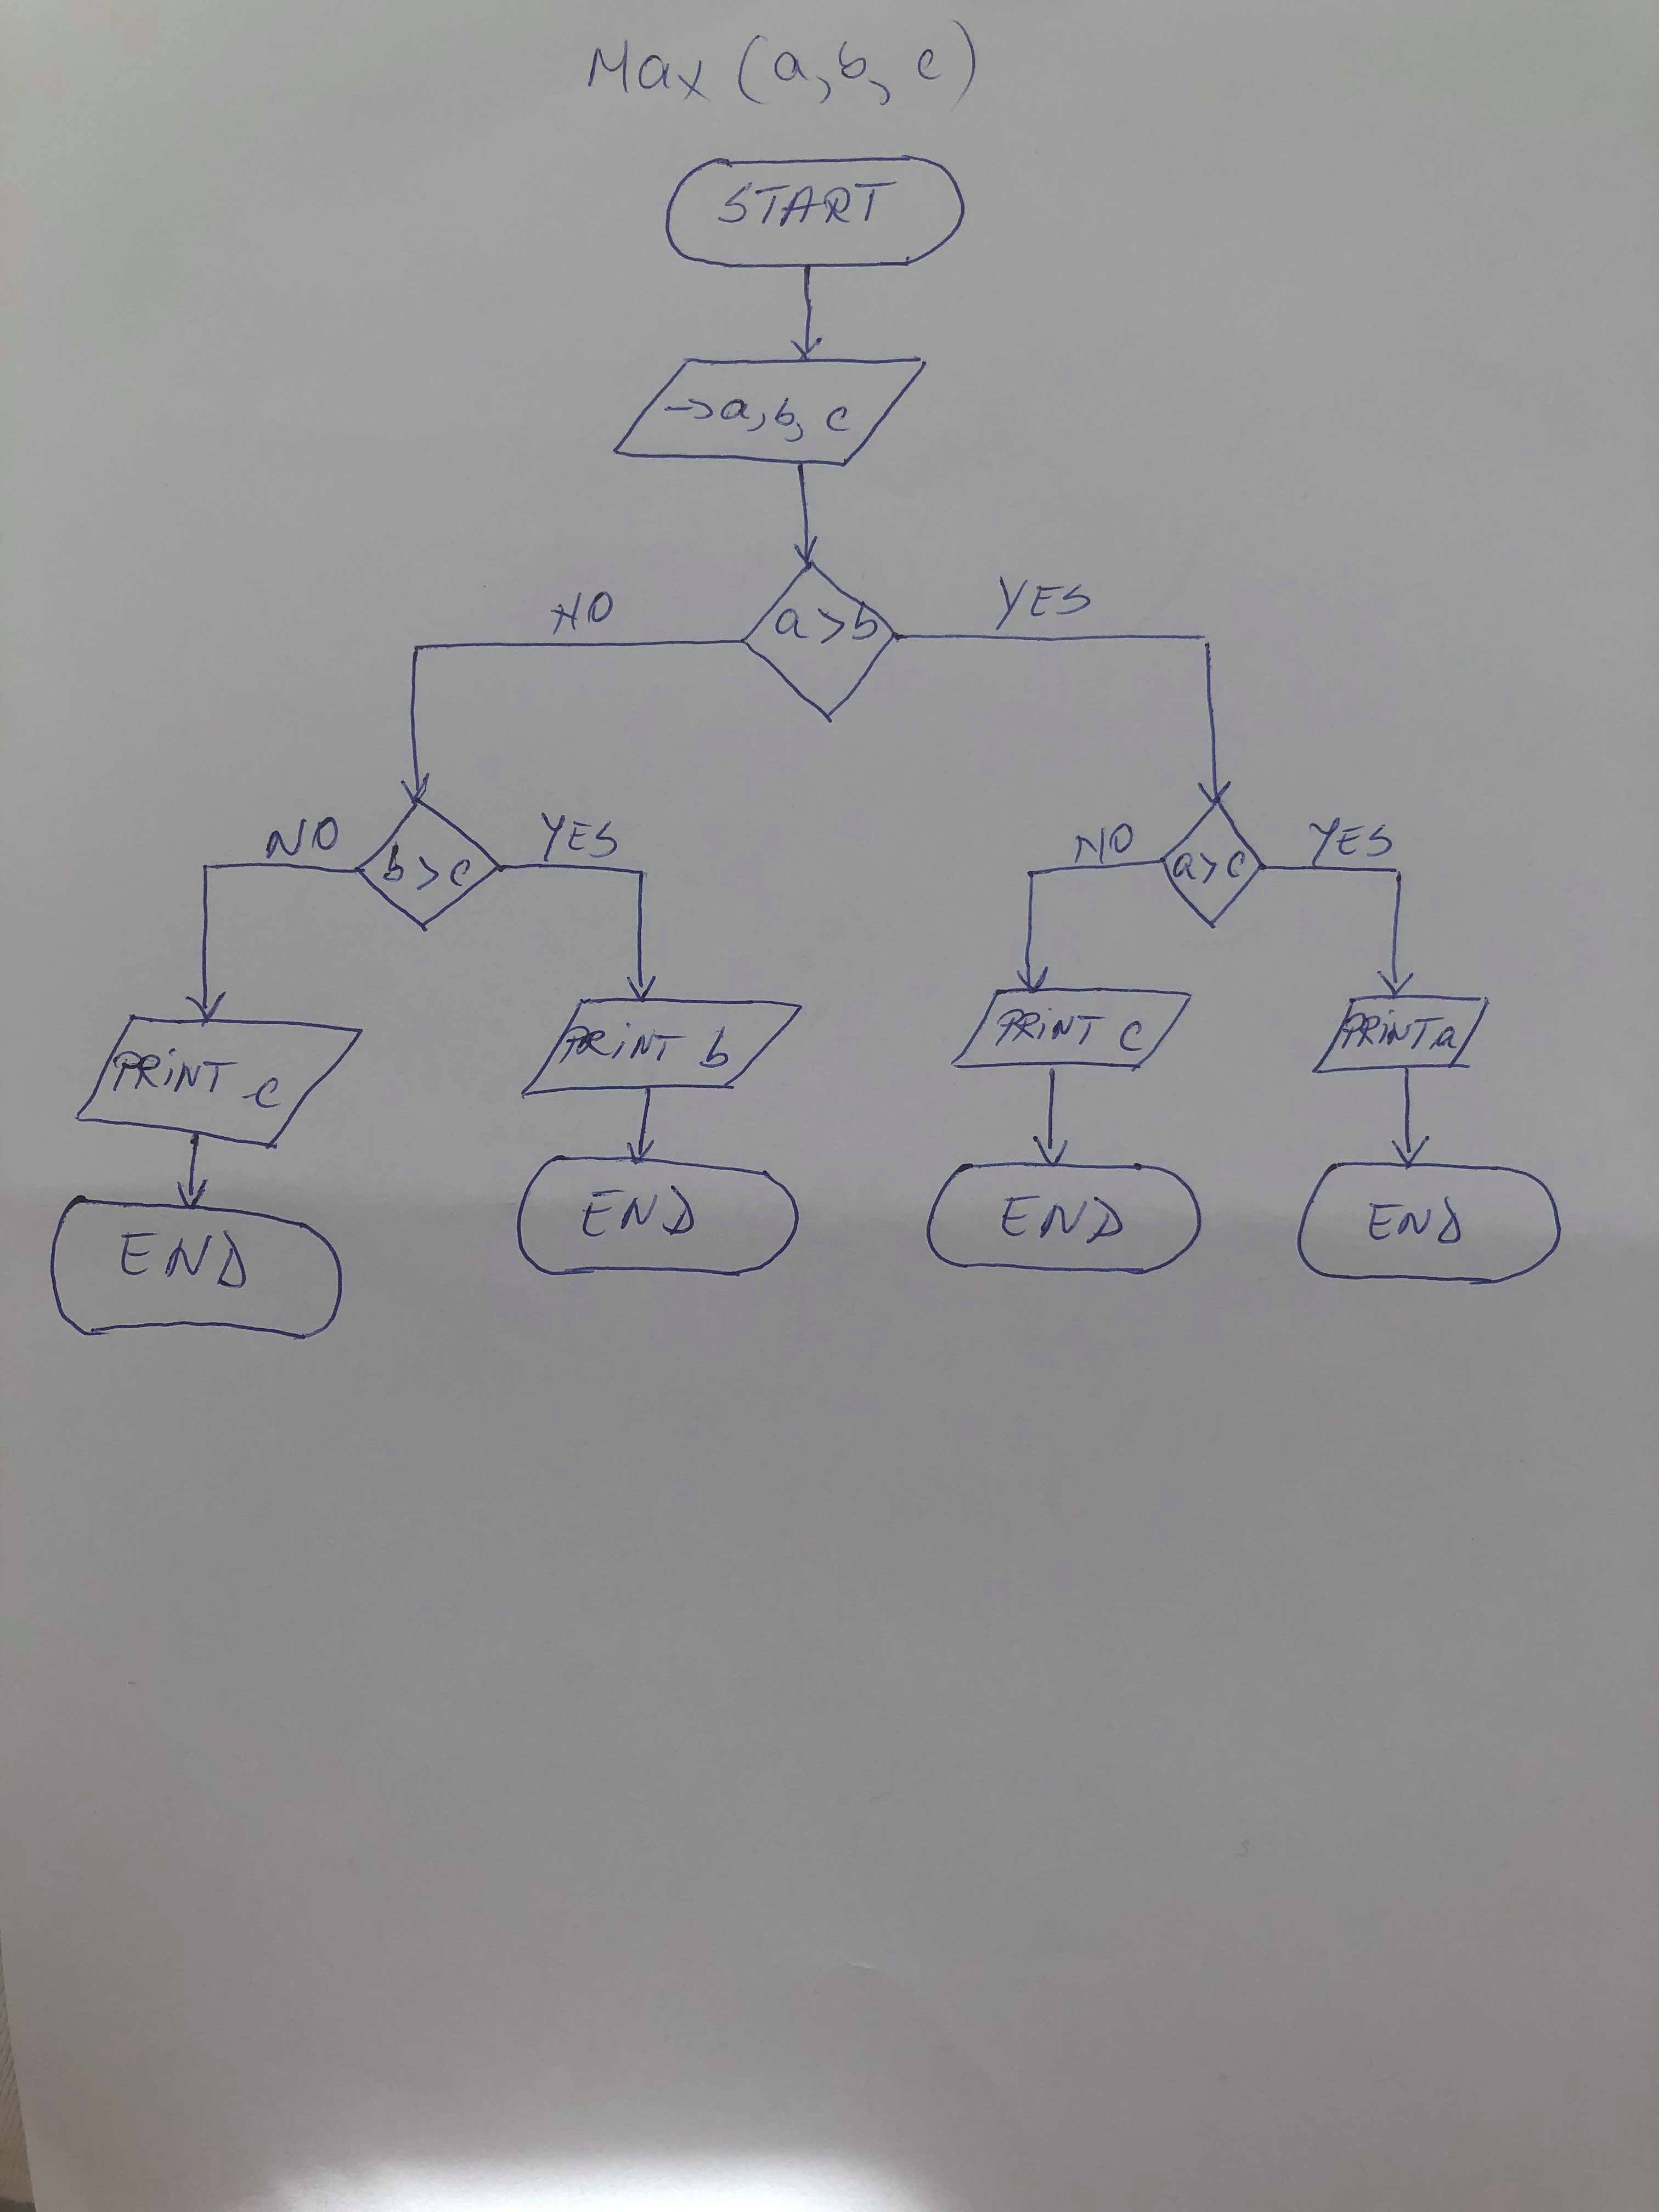 Max (a, b, c)
START
->a, b, c
a>b
NO
YES
b>c
NO
YES
a>c
NO
YES
PRINT c
PRINT b
PRINT c
PRINT a
END
END
END
END